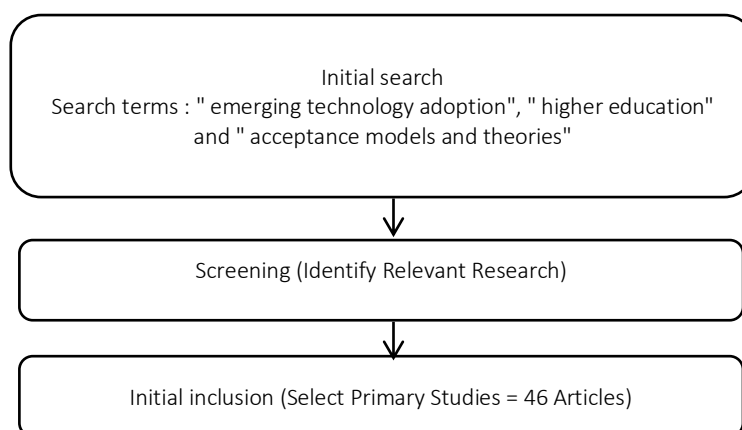 Initial search
Search terms : " emerging technology adoption", " higher education"
and " acceptance models and theories"
Screening (Identify Relevant Research)
Initial inclusion (Select Primary Studies = 46 Articles)